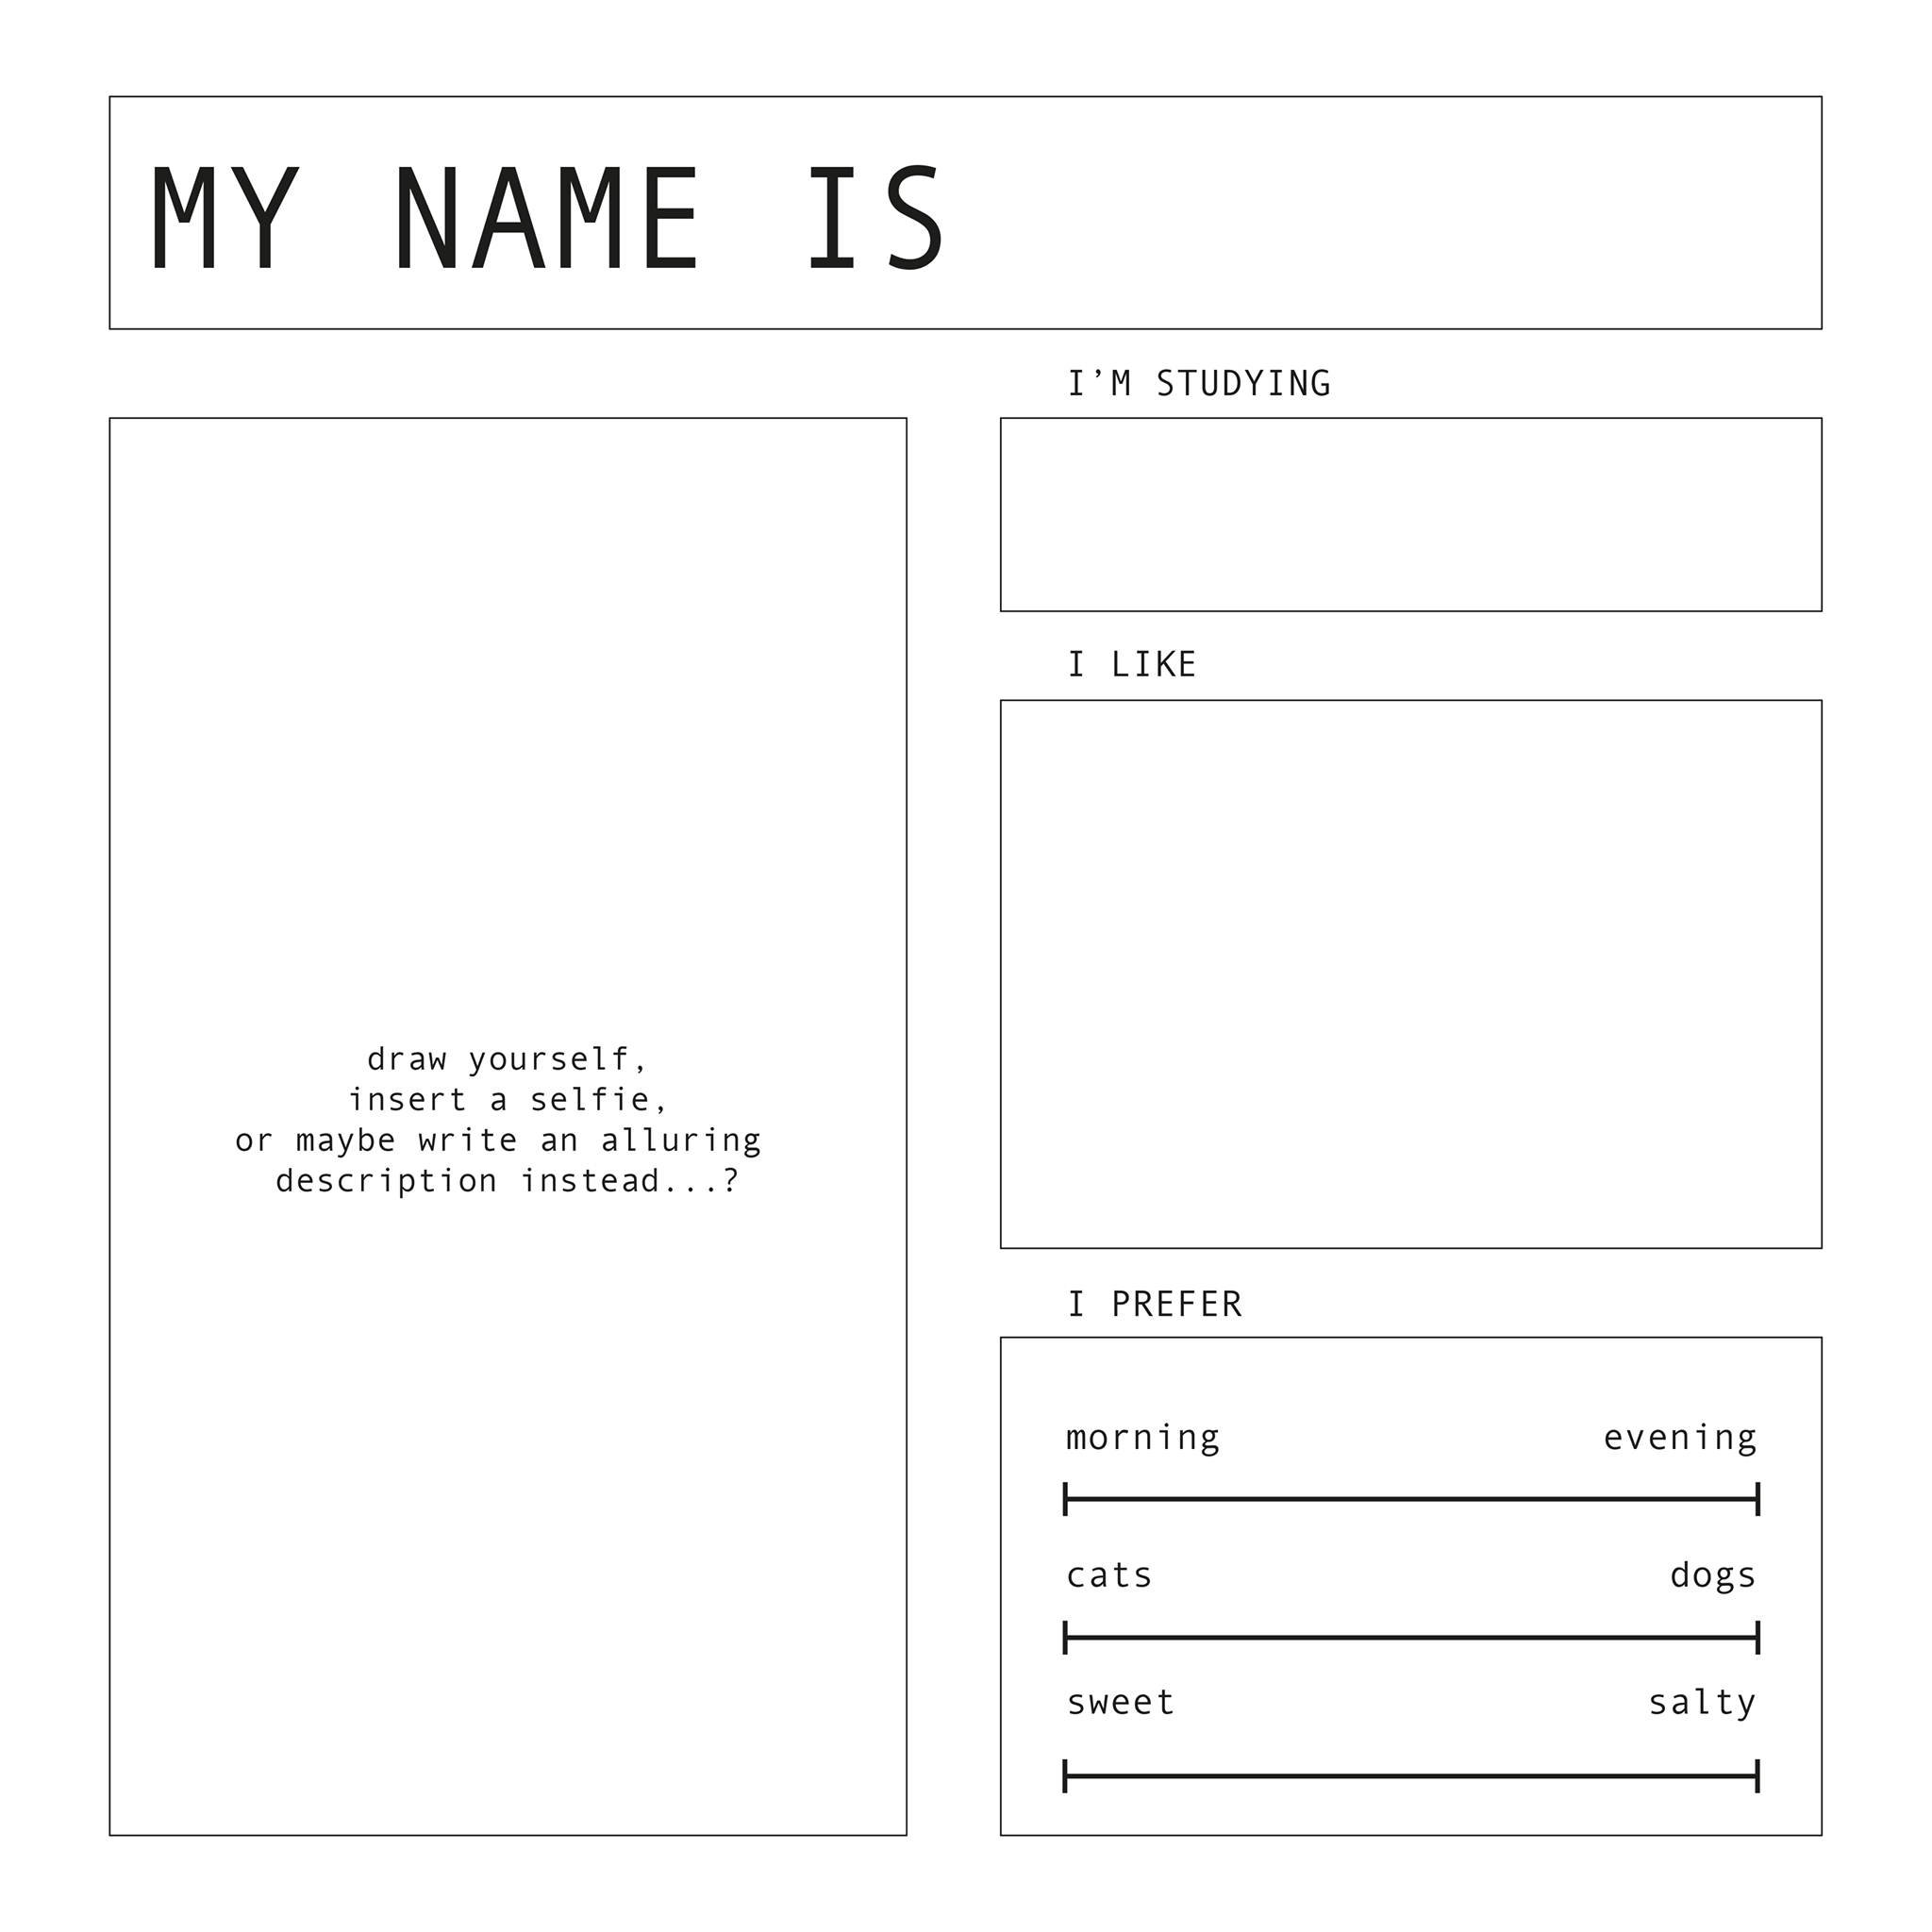 MY NAME IS
I’M STUDYING
I LIKE
draw yourself,
insert a selfie,
or maybe write an alluring
description instead...?
I PREFER
morning evening
cats dogs
sweet salty